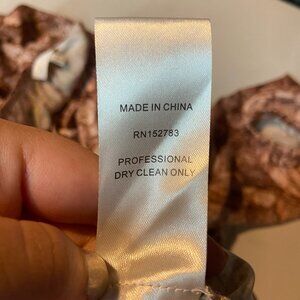 MADE IN CHINA
RN152783
PROFESSIONAL
DRY CLEAN ONLY